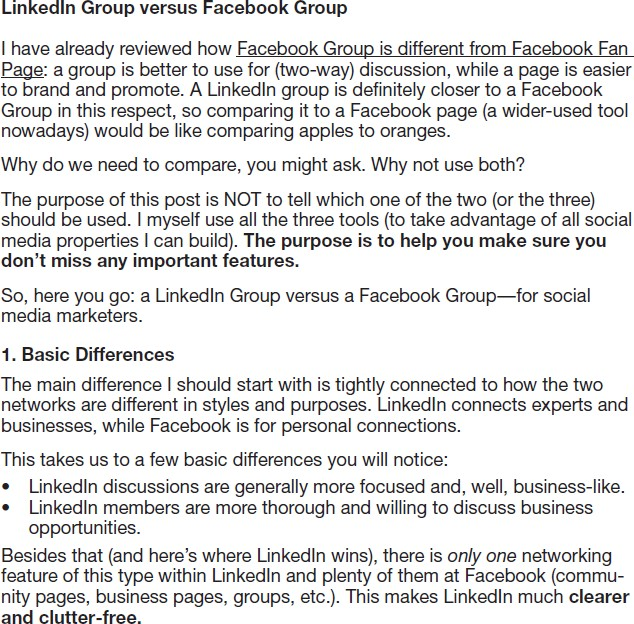 LinkedIn Group versus Facebook Group
I have already reviewed how Facebook Group is different from Facebook Fan
Page: a group is better to use for (two-way) discussion, while a page is easier
to brand and promote. A LinkedIn group is definitely closer to a Facebook
Group in this respect, so comparing it to a Facebook page (a wider-used tool
nowadays) would be like comparing apples to oranges.
Why do we need to compare, you might ask. Why not use both?
The purpose of this post is NOT to tell which one of the two (or the three)
should be used. I myself use all the three tools (to take advantage of all social
media properties I can build). The purpose is to help you make sure you
don’t miss any important features.
So, here you go: a LinkedIn Group versus a Facebook Group—for social
media marketers.
1. Basic Differences
The main difference I should start with is tightly connected to how the two
networks are different in styles and purposes. LinkedIn connects experts and
businesses, while Facebook is for personal connections.
This takes us to a few basic differences you will notice:
• LinkedIn discussions are generally more focused and, well, business-like.
• LinkedIn members are more thorough and willing to discuss business
opportunities.
Besides that (and here’s where LinkedIn wins), there is only one networking
feature of this type within LinkedIn and plenty of them at Facebook (commu-
nity pages, business pages, groups, etc.). This makes LinkedIn much clearer
and clutter-free.